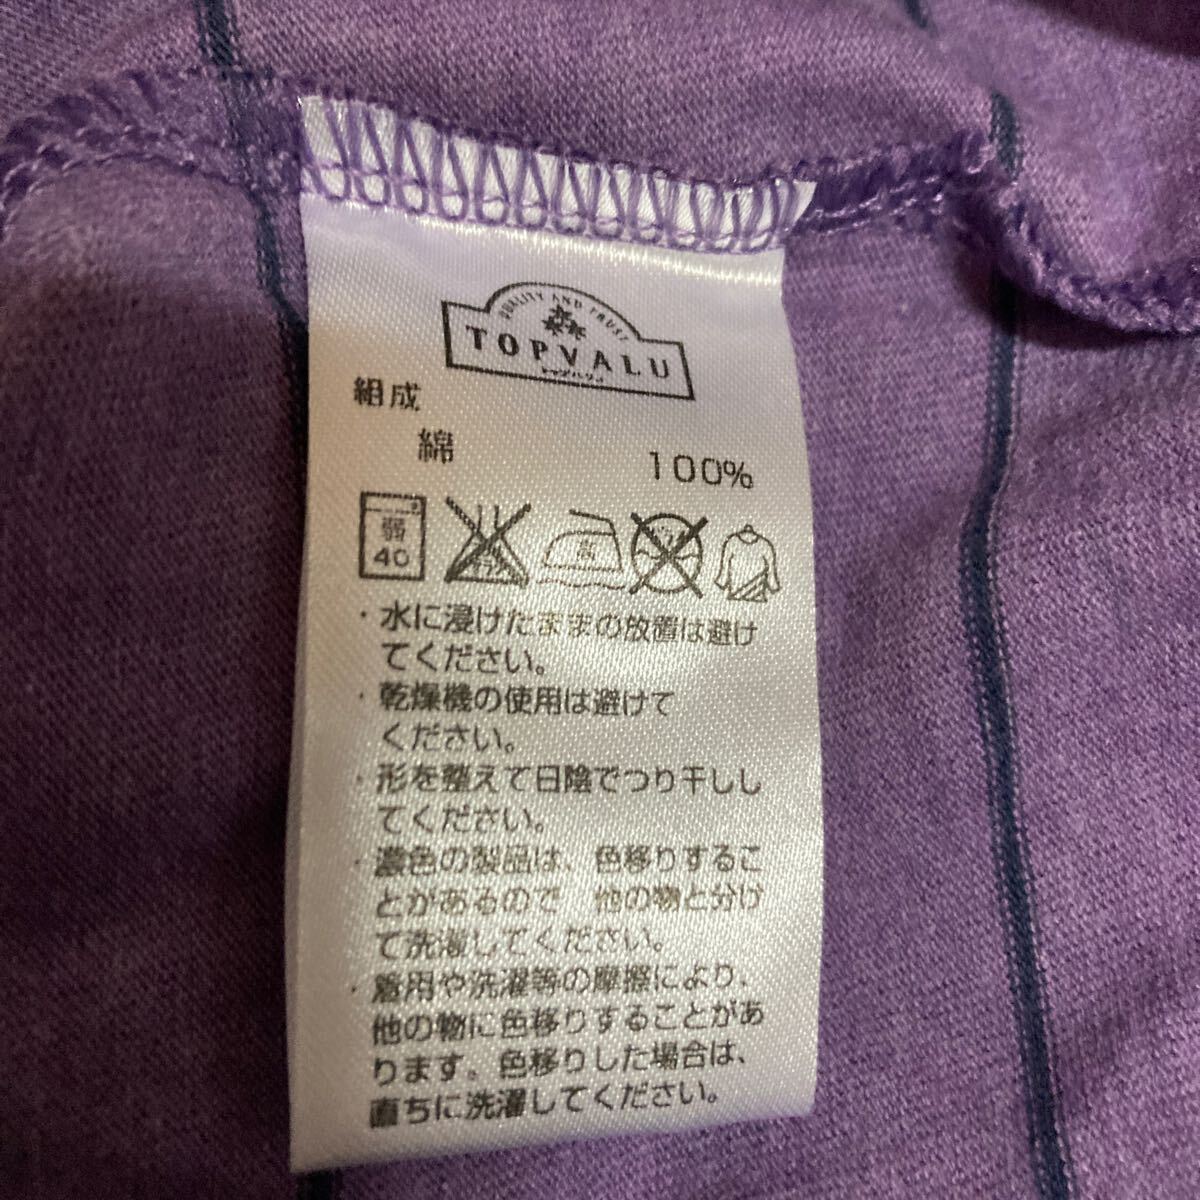 QUALITY AND TRUST
TOPVALU
トップバリュ
組成
綿 100%
弱
40
高
・水に浸けたままの放置は避け
てください。
・乾燥機の使用は避けて
ください。
・形を整えて日陰でつり干しし
てください。
・濃色の製品は、色移りするこ
とがあるので 他の物と分け
て洗濯してください。
・着用や洗濯等の摩擦により、
他の物に色移りすることがあ
ります。色移りした場合は、
直ちに洗濯してください。